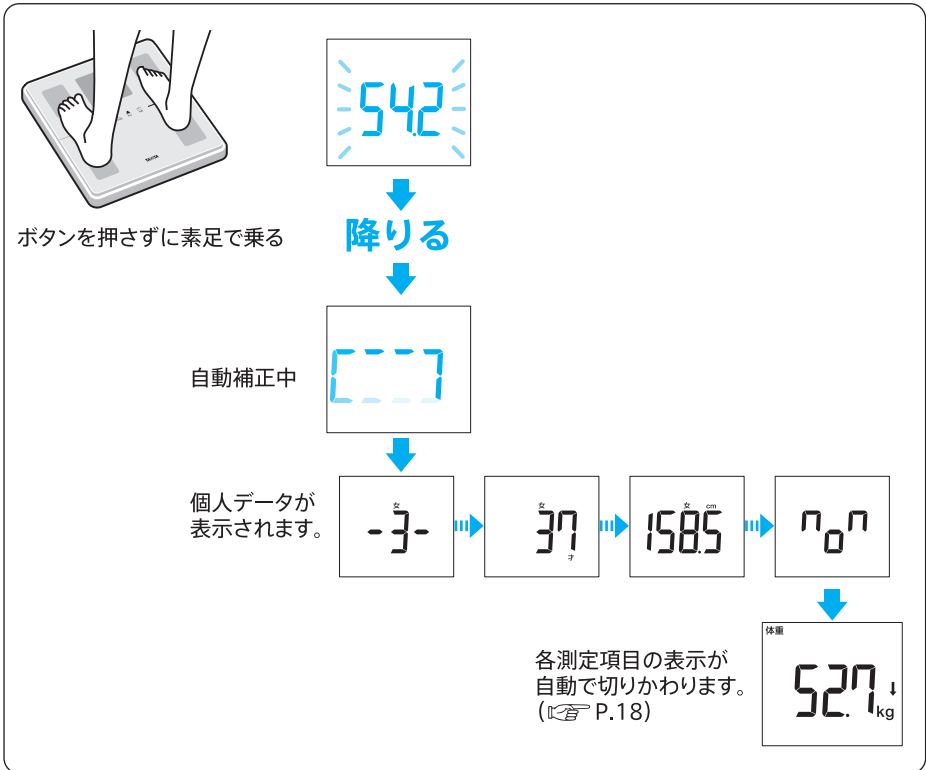 TANITA
54.2
ボタンを押さずに素足で乗る
降りる
自動補正中
個人データが
表示されます。
女
-3-
女
37
才
女 cm
158.5
non
各測定項目の表示が
自動で切りかわります。
(☞ P.18)
体重
52.7 ↓
kg